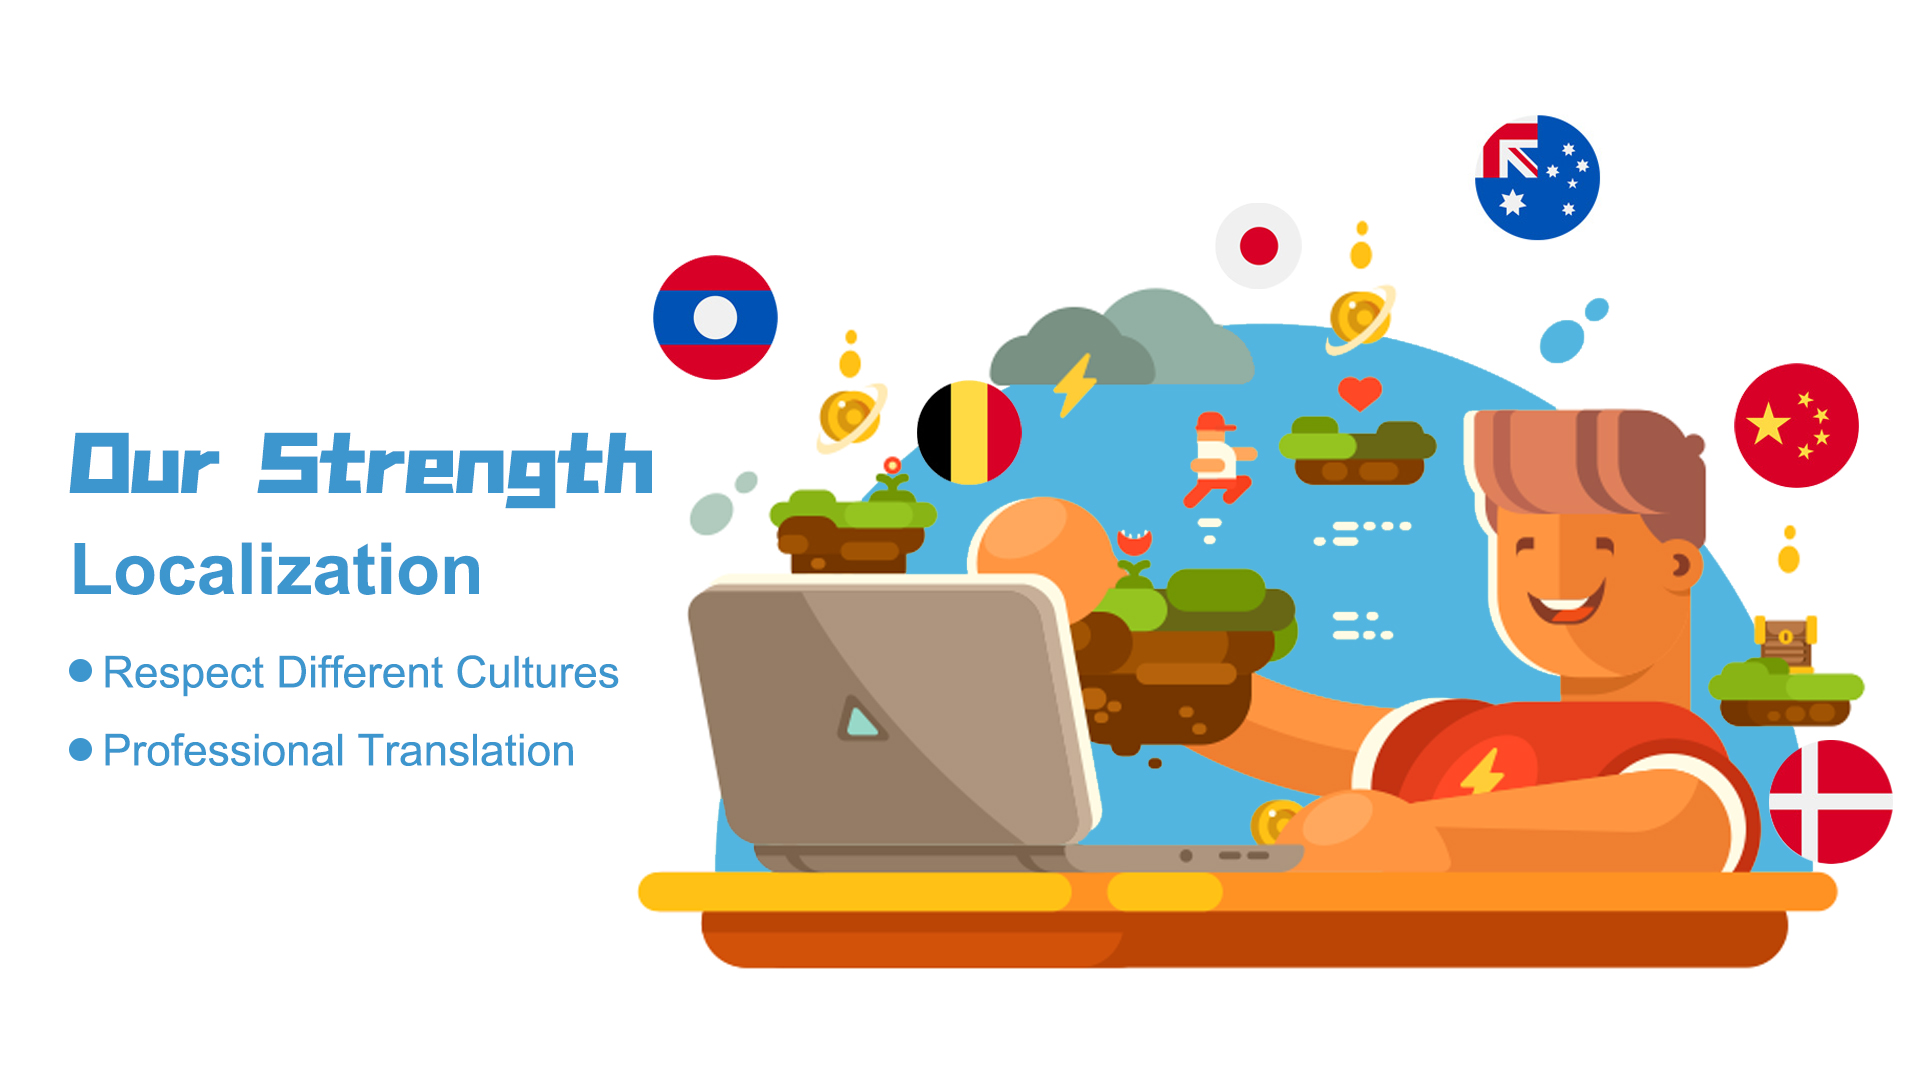 Our Strength
Localization
Respect Different Cultures
Professional Translation